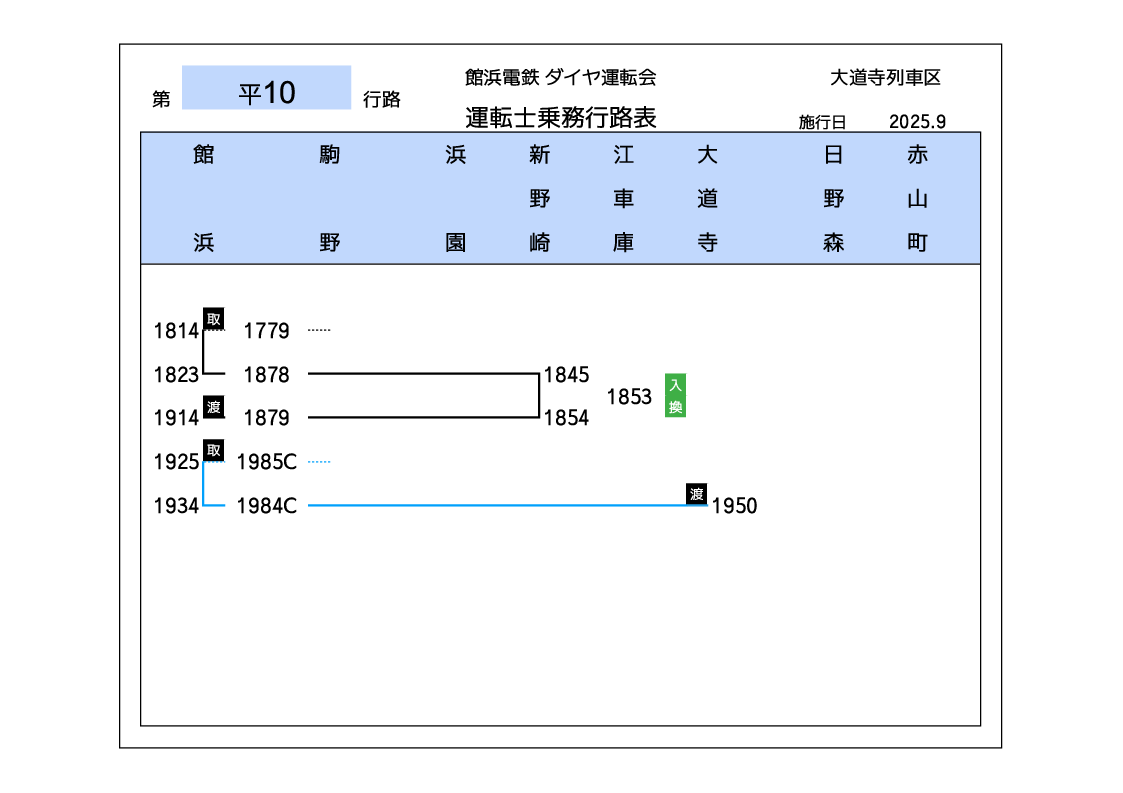 館浜電鉄 ダイヤ運転会 大道寺列車区
第 平10 行路
運転士乗務行路表
施行日 2025.9
館浜 駒野 浜園 新野崎 江車庫 大道寺 日野森 赤山町
1814 取 1779
1823 1878 1845
1853 入換
1914 渡 1879 1854
1925 取 1985C
1934 1984C 渡 1950